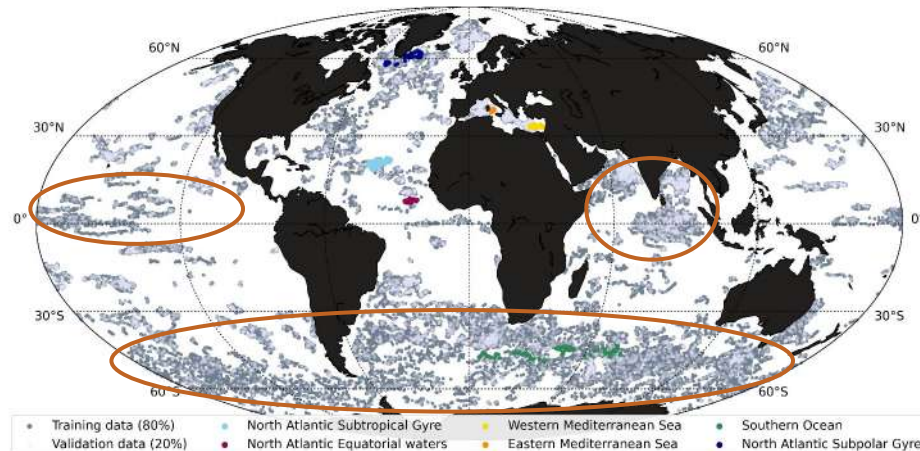 60°N 60°N
30°N 30°N
0° 0°
30°S 30°S
60°S 60°S
Training data (80%) North Atlantic Subtropical Gyre Western Mediterranean Sea Southern Ocean
Validation data (20%) North Atlantic Equatorial waters Eastern Mediterranean Sea North Atlantic Subpolar Gyre